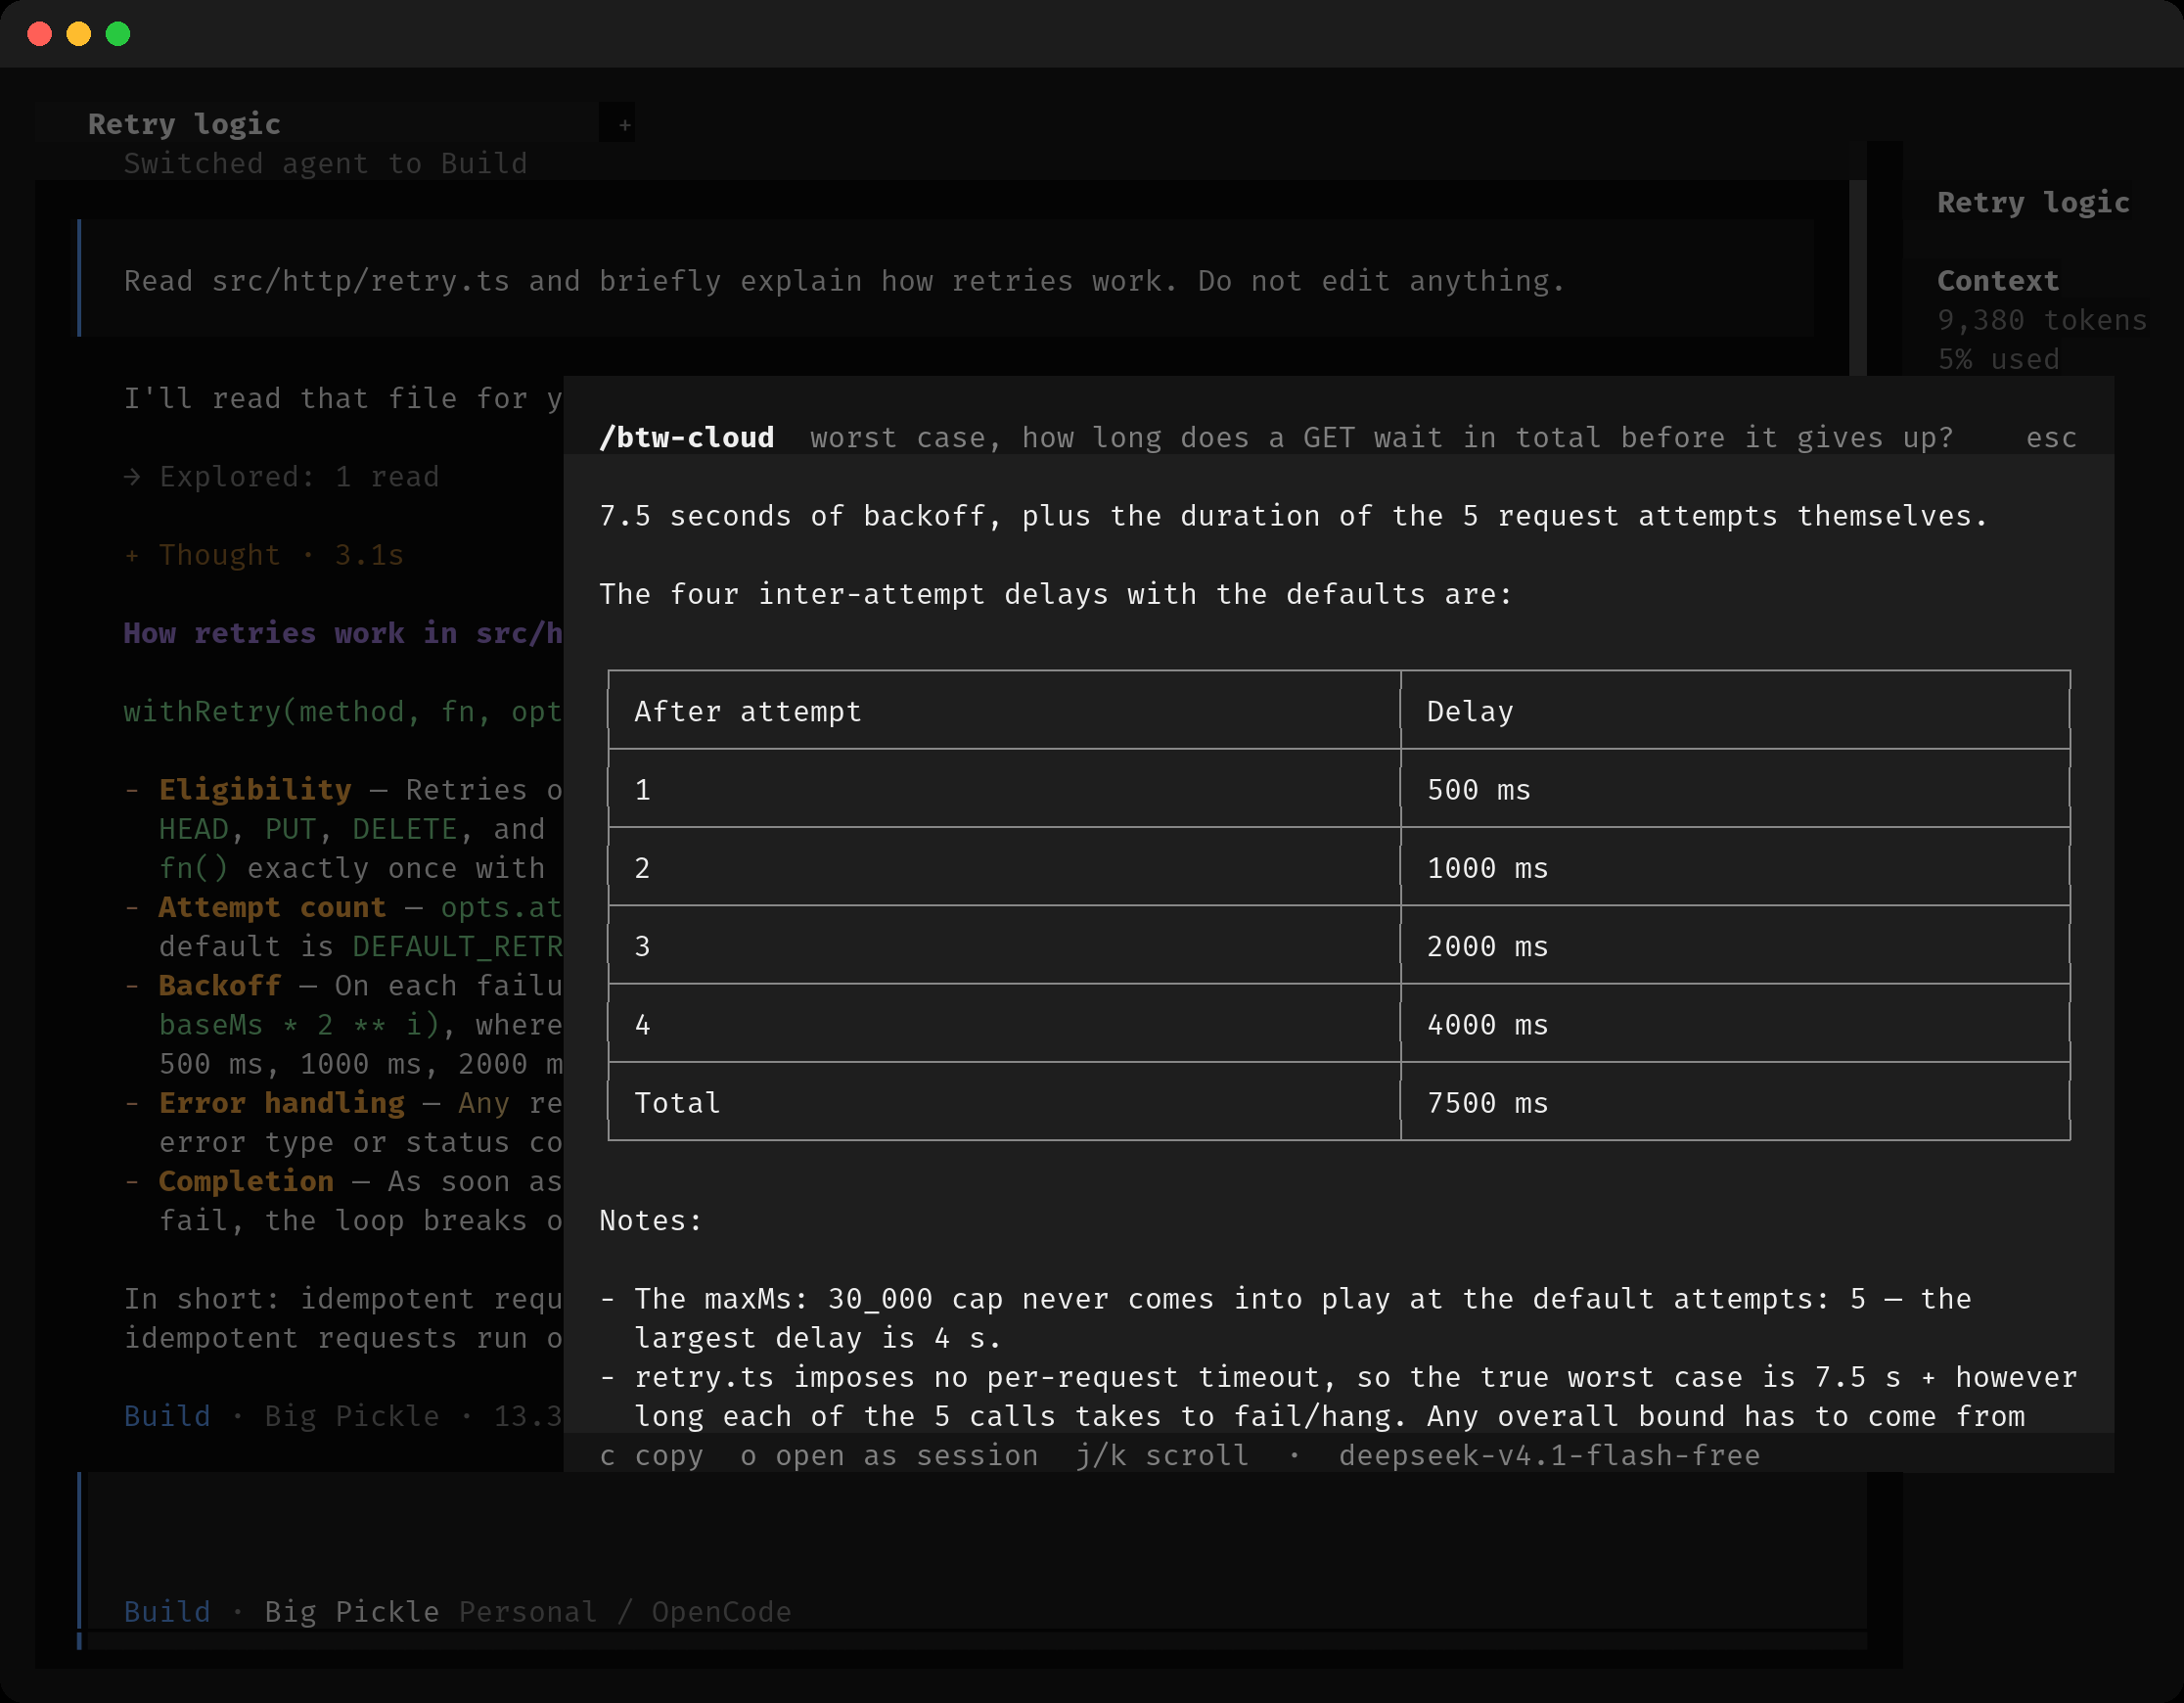 Retry logic +
Switched agent to Build
Retry logic
Read src/http/retry.ts and briefly explain how retries work. Do not edit anything.
Context
9,380 tokens
5% used
I'll read that file for y
→ Explored: 1 read
+ Thought · 3.1s
How retries work in src/h
withRetry(method, fn, opt
- Eligibility — Retries o
HEAD, PUT, DELETE, and
fn() exactly once with
- Attempt count — opts.at
default is DEFAULT_RETR
- Backoff — On each failu
baseMs * 2 ** i), where
500 ms, 1000 ms, 2000 m
- Error handling — Any re
error type or status co
- Completion — As soon as
fail, the loop breaks o
In short: idempotent requ
idempotent requests run o
Build · Big Pickle · 13.3
/btw-cloud worst case, how long does a GET wait in total before it gives up? esc
7.5 seconds of backoff, plus the duration of the 5 request attempts themselves.
The four inter-attempt delays with the defaults are:
After attempt Delay
1 500 ms
2 1000 ms
3 2000 ms
4 4000 ms
Total 7500 ms
Notes:
- The maxMs: 30_000 cap never comes into play at the default attempts: 5 — the
largest delay is 4 s.
- retry.ts imposes no per-request timeout, so the true worst case is 7.5 s + however
long each of the 5 calls takes to fail/hang. Any overall bound has to come from
c copy o open as session j/k scroll · deepseek-v4.1-flash-free
Build · Big Pickle Personal / OpenCode